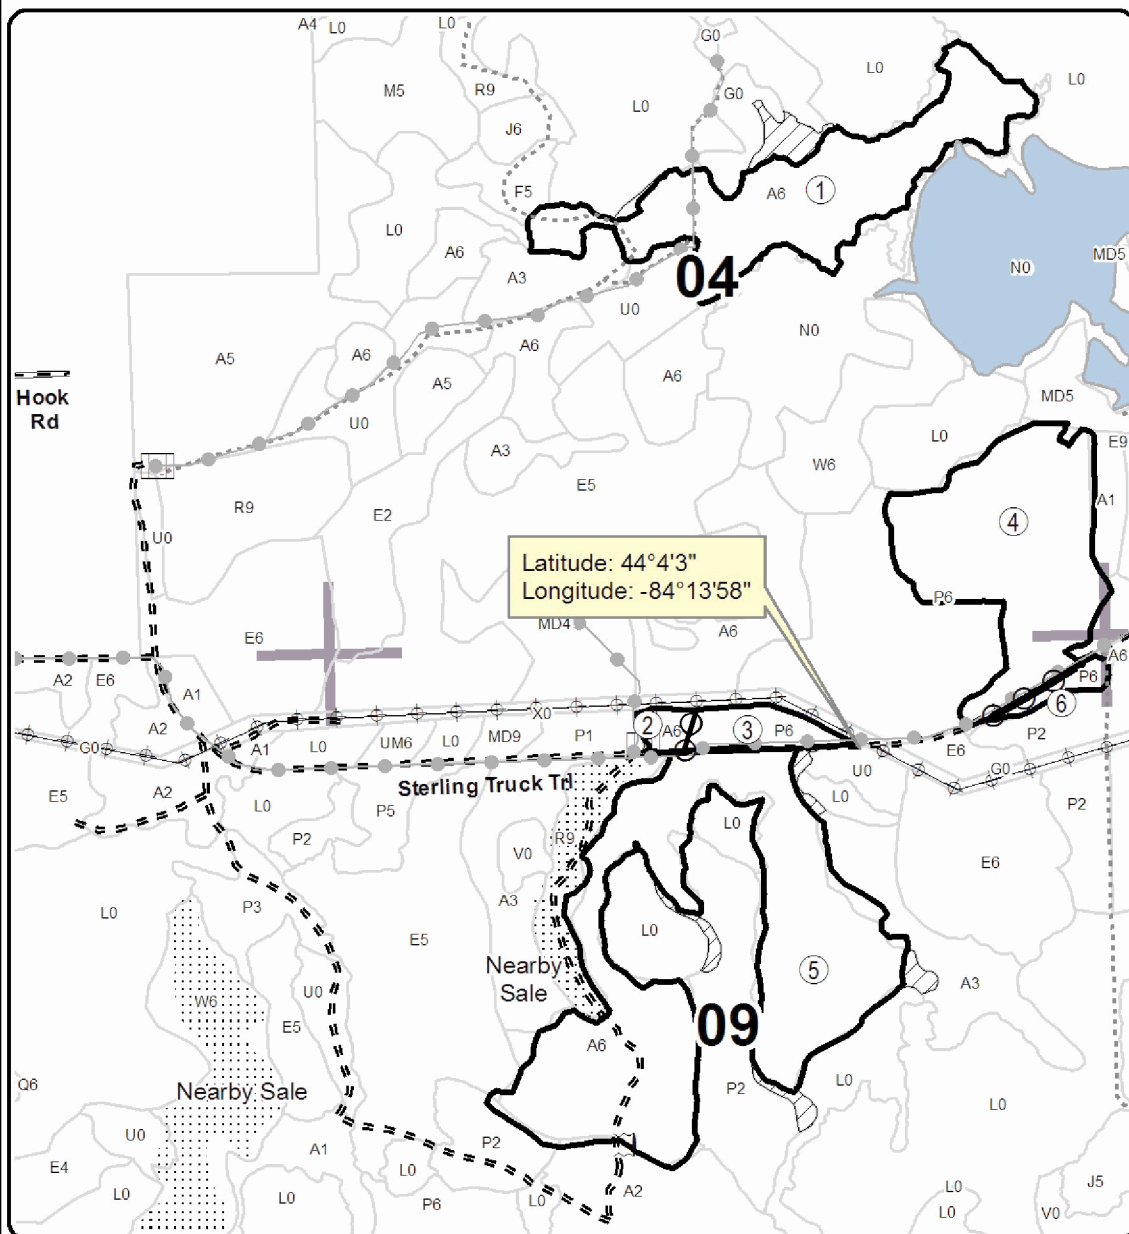 A4 L0 L0 G0
L0 L0
M5 R9 G0 L0
J6
F5 A6 1
L0
A6
A3 04 N0 MD5
U0
N0
A5 A6 A6
A5 A6
Hook
Rd
MD5
U0
L0 E9
A3
W6
E5
R9 E2 A1
4
U0
Latitude: 44°4'3"
Longitude: -84°13'58"
P6
MD4 A6
E6
A6
A2 E6 P6
A1
6
X0
A2 2 A6 3 P6 P2
G0 A1 L0 UM6 L0 MD9 P1 E6
U0 G0
Sterling Truck Trl
E5 A2 L0 P5 L0 P2
P2 R9 L0
V0 E6
A3
P3
L0 L0
E5
Nearby
Sale
5
A3
U0
W6
E5 09
A6
Q6 L0
Nearby Sale P2
L0
U0
A1 P2
E4 L0
A2 J5
L0 L0 P6 L0 L0
L0 V0